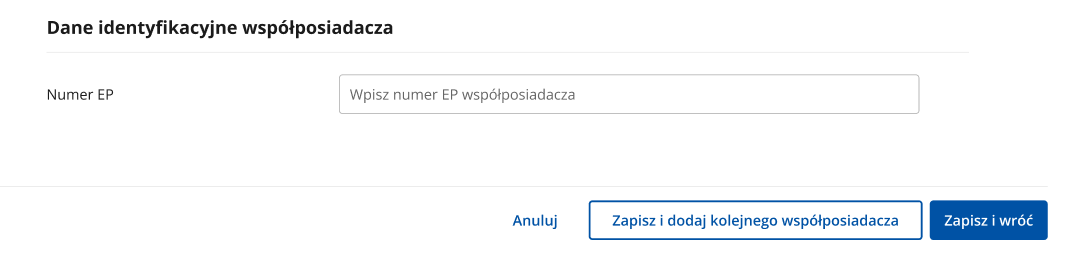 Dane identyfikacyjne współposiadacza
Numer EP
Wpisz numer EP współposiadacza
Anuluj
Zapisz i dodaj kolejnego współposiadacza
Zapisz i wróć